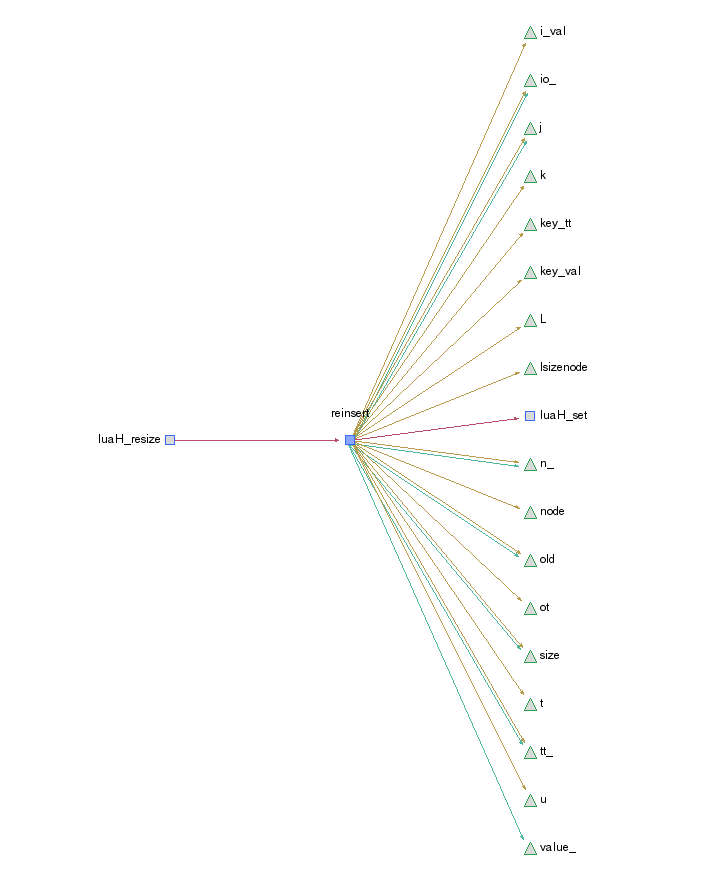 i_val
io_
j
k
key_tt
key_val
L
lsizenode
reinsert
luaH_set
luaH_resize
n_
node
old
ot
size
t
tt_
u
value_